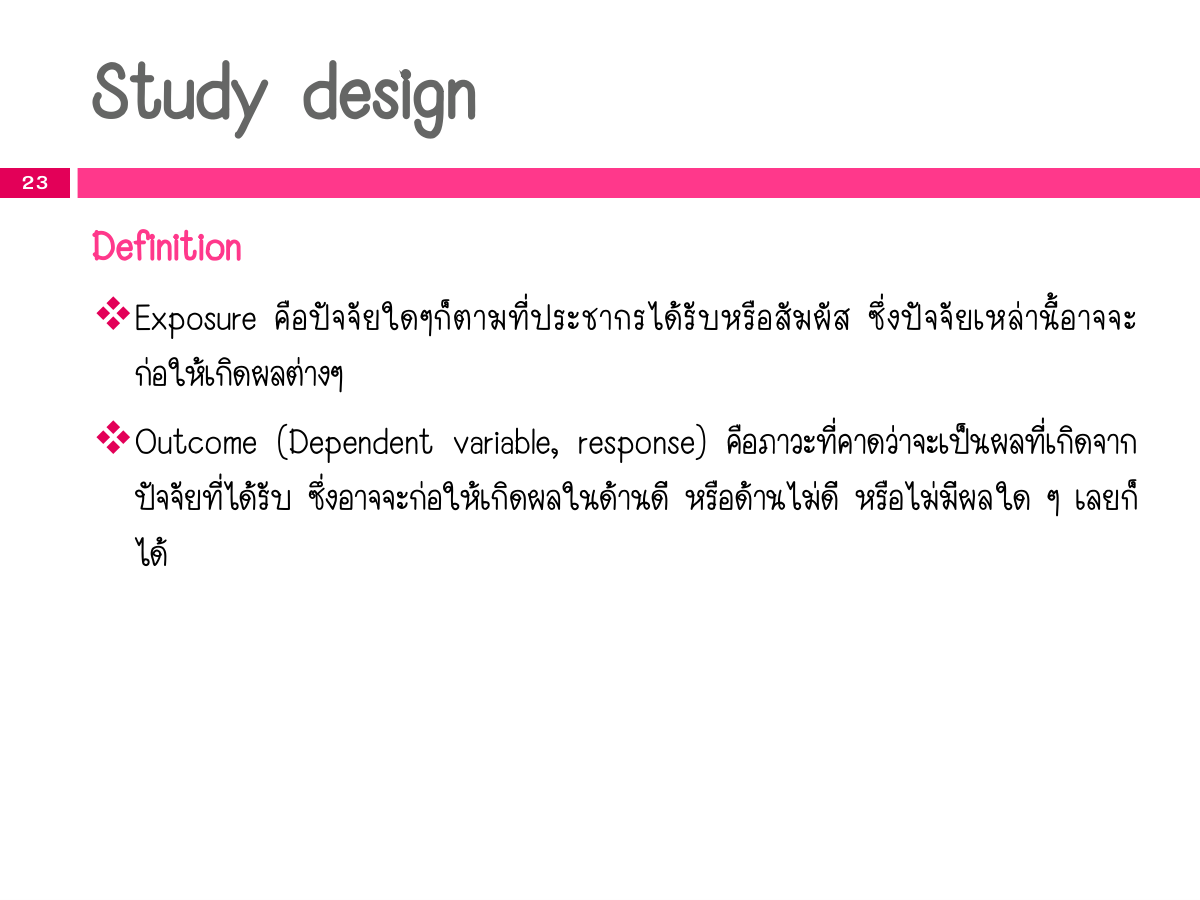 Study design
23
Definition
❖Exposure คือปัจจัยใดๆก็ตามที่ประชากรได้รับหรือสัมผัส ซึ่งปัจจัยเหล่านี้อาจจะ
ก่อให้เกิดผลต่างๆ
❖Outcome (Dependent variable, response) คือภาวะที่คาดว่าจะเป็นผลที่เกิดจาก
ปัจจัยที่ได้รับ ซึ่งอาจจะก่อให้เกิดผลในด้านดี หรือด้านไม่ดี หรือไม่มีผลใด ๆ เลยก็
ได้